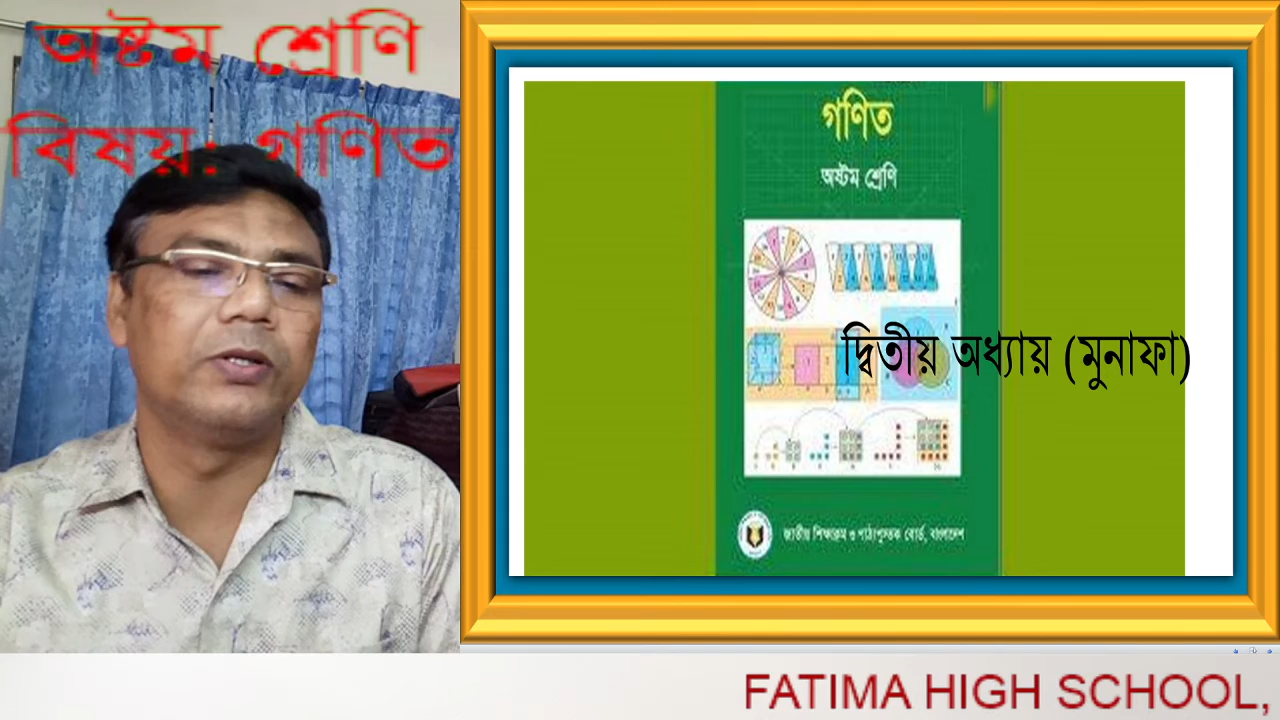 অষ্টম শ্রেণি
বিষয়: গণিত
গণিত
অষ্টম শ্রেণি
দ্বিতীয় অধ্যায় (মুনাফা)
জাতীয় শিক্ষাক্রম ও পাঠ্যপুস্তক বোর্ড, বাংলাদেশ
FATIMA HIGH SCHOOL,